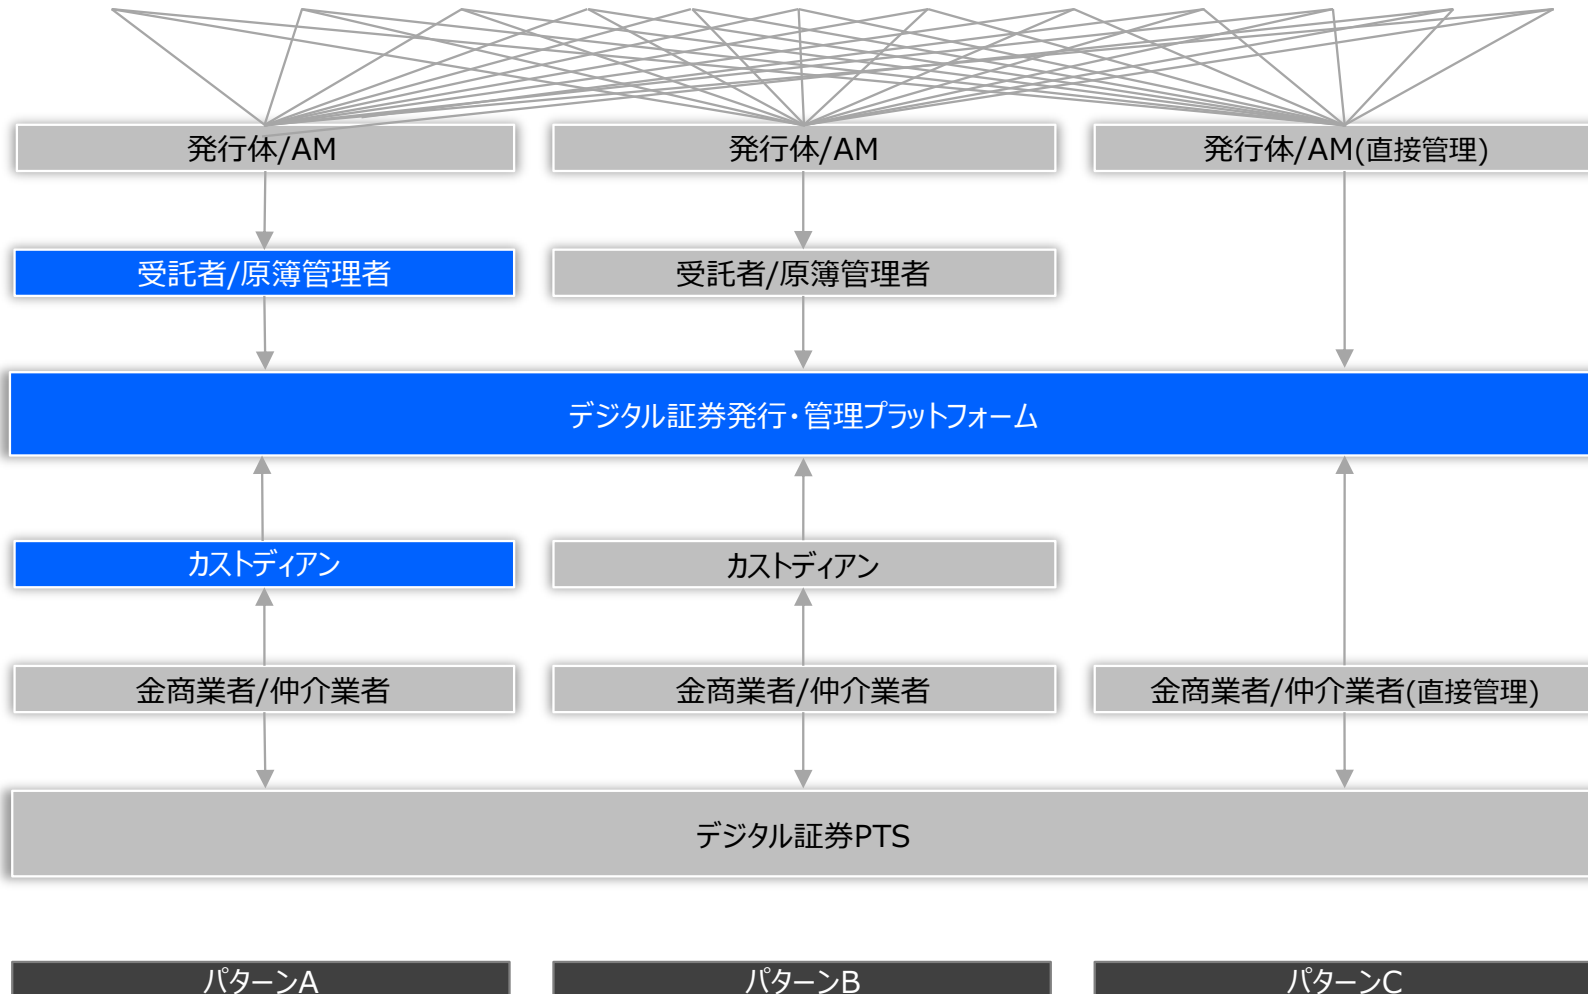 発行体/AM
発行体/AM
発行体/AM(直接管理)
受託者/原簿管理者
受託者/原簿管理者
デジタル証券発行・管理プラットフォーム
カストディアン
カストディアン
金商業者/仲介業者
金商業者/仲介業者
金商業者/仲介業者(直接管理)
デジタル証券PTS
パターンA
パターンB
パターンC